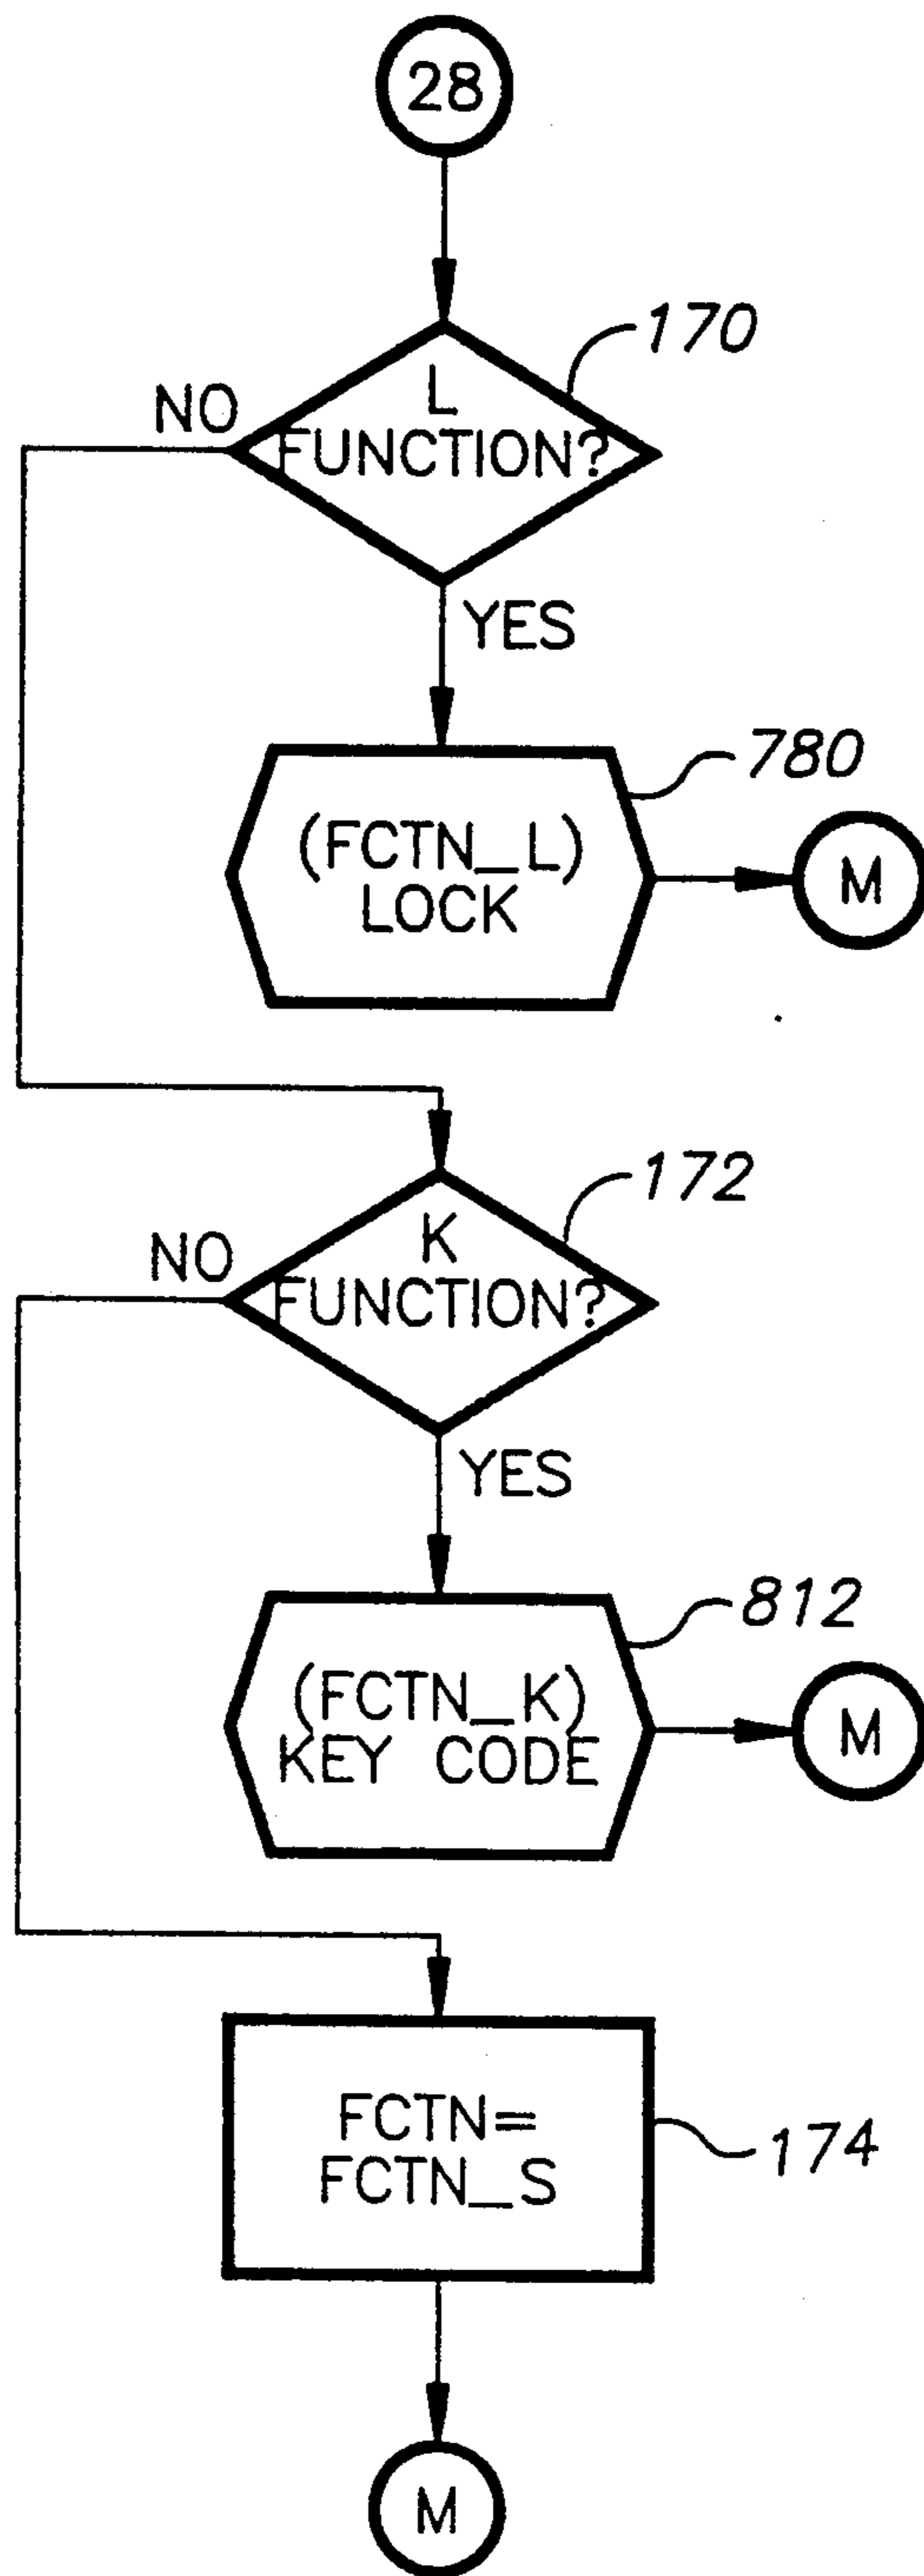 28
170
L
FUNCTION?
NO
YES
780
(FCTN_L)
LOCK
M
172
K
FUNCTION?
NO
YES
812
(FCTN_K)
KEY CODE
M
FCTN=
FCTN_S
174
M